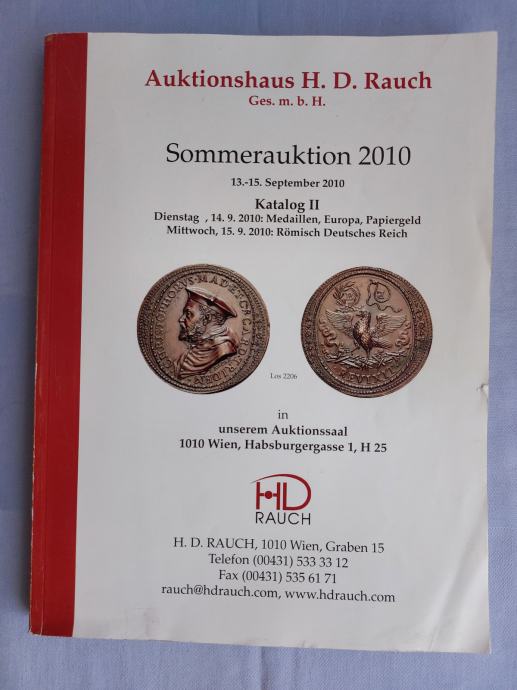 Auktionshaus H. D. Rauch
Ges. m. b. H.
Sommerauktion 2010
13.-15. September 2010
Katalog II
Dienstag , 14. 9. 2010: Medaillen, Europa, Papiergeld
Mittwoch, 15. 9. 2010: Römisch Deutsches Reich
Los 2206
in
unserem Auktionssaal
1010 Wien, Habsburgergasse 1, H 25
HD
RAUCH
H. D. RAUCH, 1010 Wien, Graben 15
Telefon (00431) 533 33 12
Fax (00431) 535 61 71
rauch@hdrauch.com, www.hdrauch.com